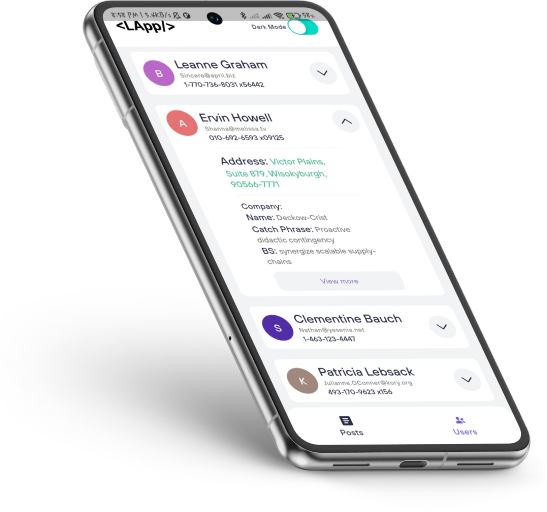 <LApp/>
Dark Mode
B
Leanne Graham
Sincere@april.biz
1-770-736-8031 x56442
A
Ervin Howell
Shanna@melissa.tv
010-692-6593 x09125
Address: Victor Plains,
Suite 879, Wisokyburgh,
90566-7771
Company:
Name: Deckow-Crist
Catch Phrase: Proactive
didactic contingency
BS: synergize scalable supply-
chains
View more
S
Clementine Bauch
Nathan@yesenia.net
1-463-123-4447
K
Patricia Lebsack
Julianne.OConner@kory.org
493-170-9623 x156
Posts
Users